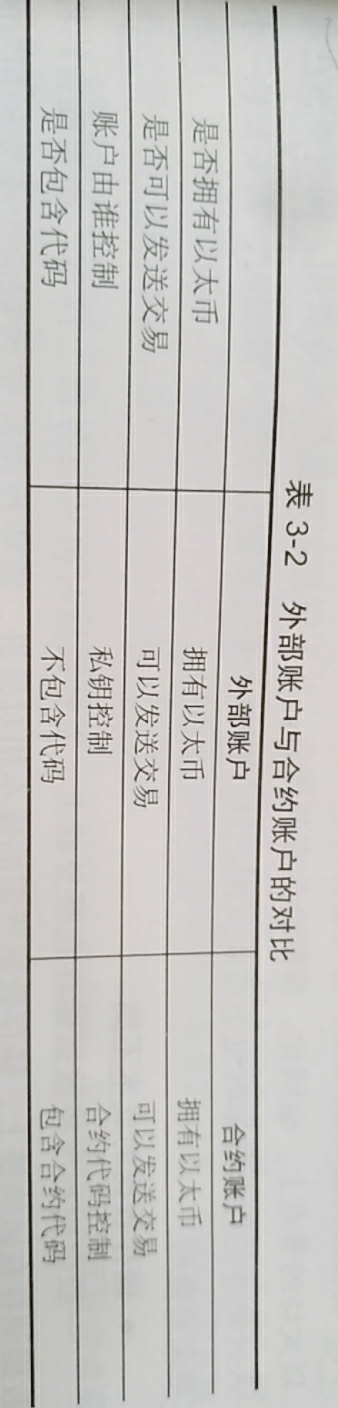 表 3-2 外部账户与合约账户的对比
外部账户 合约账户
是否拥有以太币 拥有以太币 拥有以太币
是否可以发送交易 可以发送交易 可以发送交易
账户由谁控制 私钥控制 合约代码控制
是否包含代码 不包含代码 包含合约代码